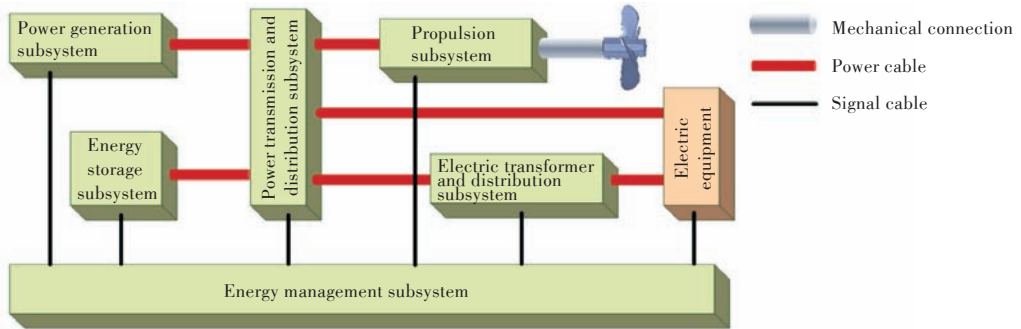 Power generation
subsystem
Power transmission and
distribution subsystem
Propulsion
subsystem
Mechanical connection
Power cable
Signal cable
Energy
storage
subsystem
Electric transformer
and distribution
subsystem
Electric
equipment
Energy management subsystem